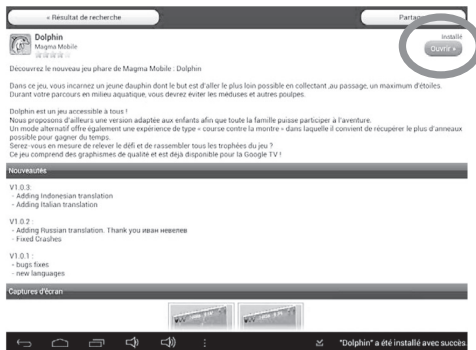 « Résultat de recherche
Partag
Dolphin
Magma Mobile
Installé
Ouvrir »
Découvrez le nouveau jeu phare de Magma Mobile : Dolphin
Dans ce jeu, vous incarnez un jeune dauphin dont le but est d'aller le plus loin possible en collectant ,au passage, un maximum d'étoiles.
Durant votre parcours en milieu aquatique, vous devrez éviter les méduses et autres poulpes.
Dolphin est un jeu accessible à tous !
Nous proposons d'ailleurs une version adaptée aux enfants afin que toute la famille puisse participer à l'aventure.
Un mode alternatif offre également une expérience de type « course contre la montre » dans laquelle il convient de récupérer le plus d'anneaux
possible pour gagner du temps.
Serez-vous en mesure de relever le défi et de rassembler tous les trophées du jeu ?
Ce jeu comprend des graphismes de qualité et est déjà disponible pour la Google TV !
Nouveautés
V1.0.3:
- Adding Indonesian translation
- Adding Italian translation
V1.0.2 :
- Adding Russian translation. Thank you иван невелев
- Fixed Crashes
V1.0.1 :
- bugs fixes
- new languages
Captures d'écran
"Dolphin" a été installé avec succès.